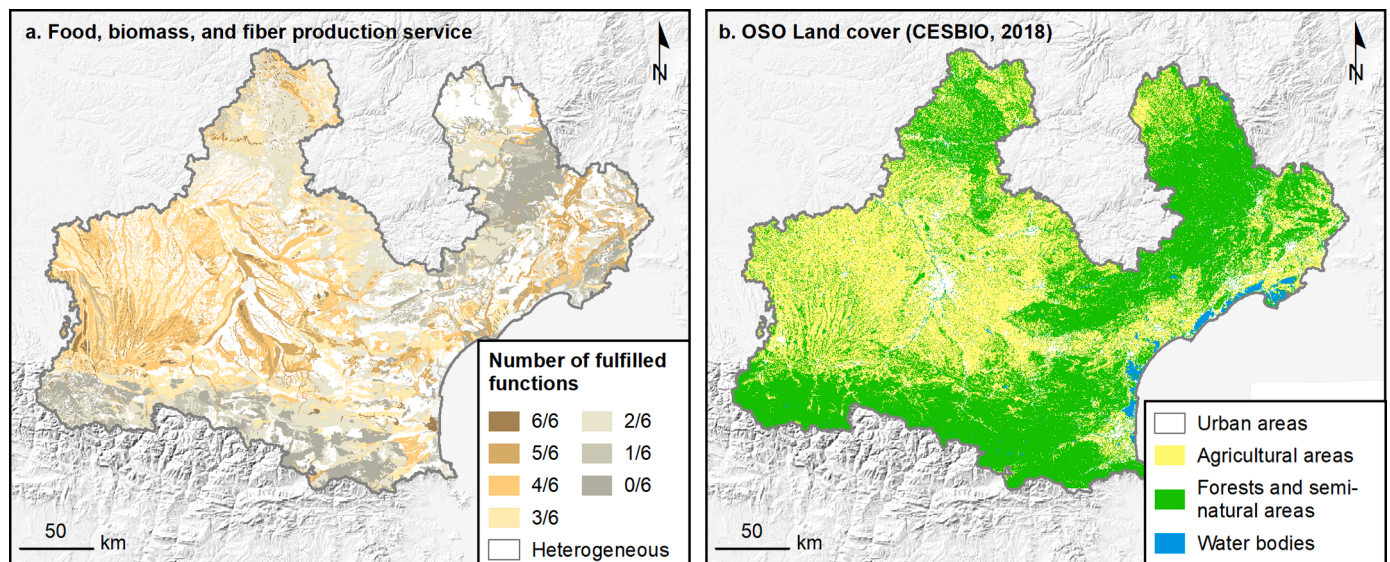 a. Food, biomass, and fiber production service
N
Number of fulfilled
functions
6/6
2/6
5/6
1/6
4/6
0/6
3/6
Heterogeneous
50
km
b. OSO Land cover (CESBIO, 2018)
N
Urban areas
Agricultural areas
Forests and semi-
natural areas
Water bodies
50
km